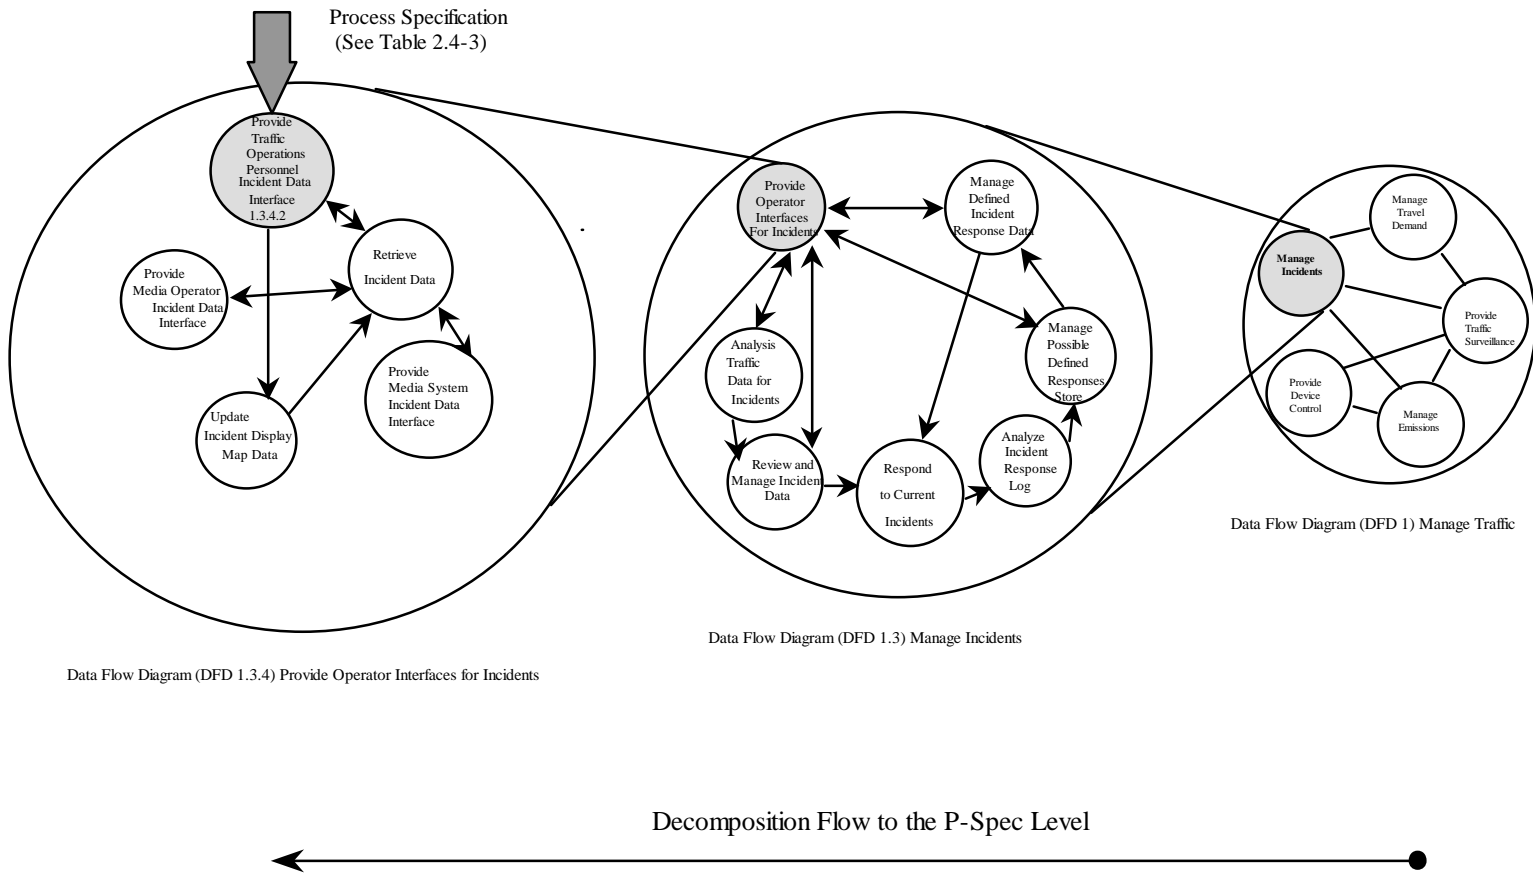 Process Specification
(See Table 2.4-3)
Provide
Traffic
Operations
Personnel
Incident Data
Interface
1.3.4.2
Retrieve
Incident Data
Provide
Media Operator
Incident Data
Interface
Provide
Media System
Incident Data
Interface
Update
Incident Display
Map Data
Data Flow Diagram (DFD 1.3.4) Provide Operator Interfaces for Incidents
Provide
Operator
Interfaces
For Incidents
Manage
Defined
Incident
Response Data
Analysis
Traffic
Data for
Incidents
Manage
Possible
Defined
Responses
Store
Review and
Manage Incident
Data
Respond
to Current
Incidents
Analyze
Incident
Response
Log
Data Flow Diagram (DFD 1.3) Manage Incidents
Manage
Travel
Demand
Manage
Incidents
Provide
Traffic
Surveillance
Provide
Device
Control
Manage
Emissions
Data Flow Diagram (DFD 1) Manage Traffic
Decomposition Flow to the P-Spec Level